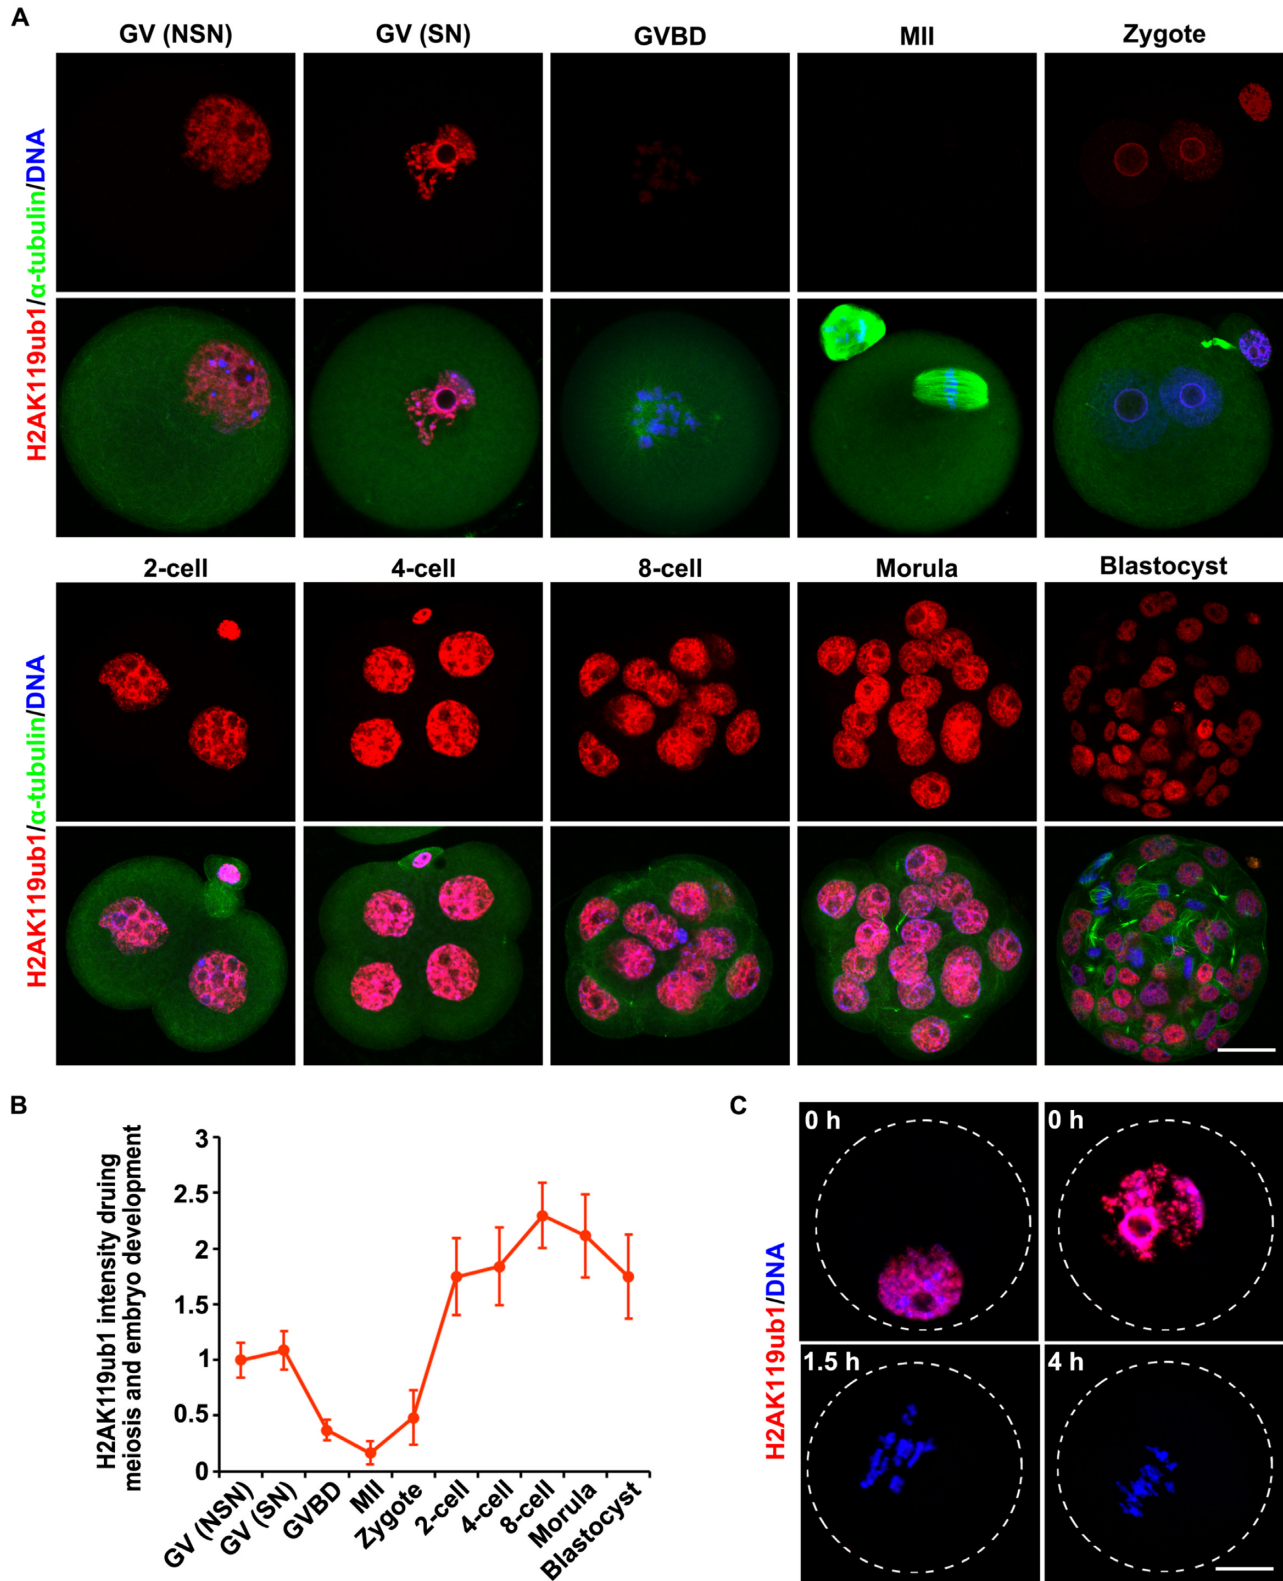 A
GV (NSN)
GV (SN)
GVBD
MII
Zygote
H2AK119ub1/α-tubulin/DNA
2-cell
4-cell
8-cell
Morula
Blastocyst
H2AK119ub1/α-tubulin/DNA
B
H2AK119ub1 intensity druing
meiosis and embryo development
3
2.5
2
1.5
1
0.5
0
GV (NSN)
GV (SN)
GVBD
MII
Zygote
2-cell
4-cell
8-cell
Morula
Blastocyst
C
H2AK119ub1/DNA
0 h
0 h
1.5 h
4 h